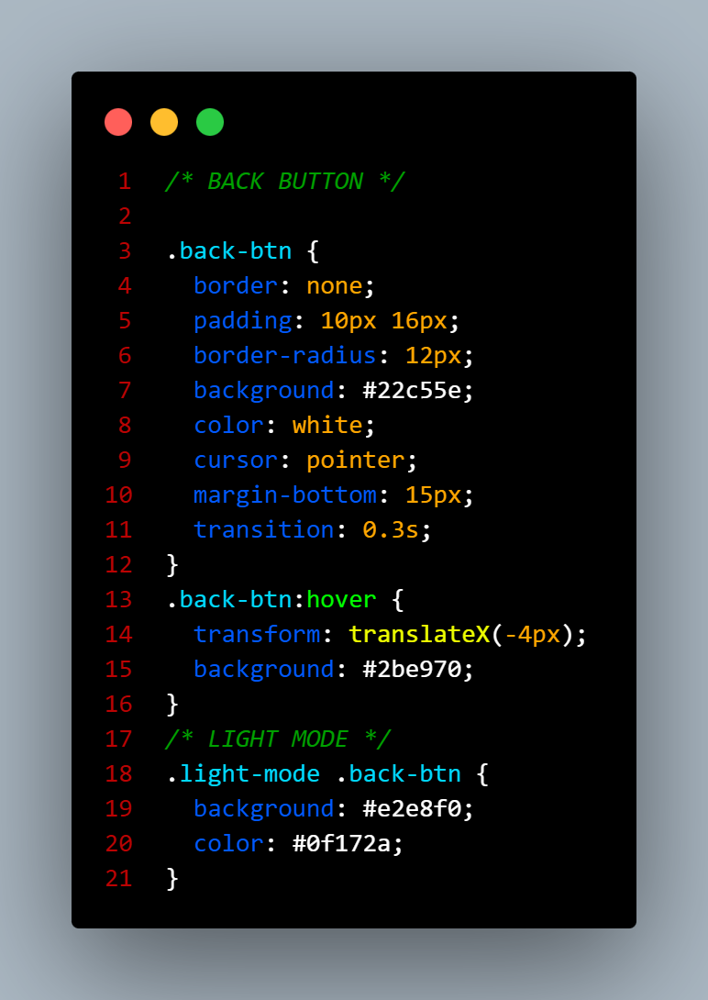 1 /* BACK BUTTON */
2
3 .back-btn {
4   border: none;
5   padding: 10px 16px;
6   border-radius: 12px;
7   background: #22c55e;
8   color: white;
9   cursor: pointer;
10   margin-bottom: 15px;
11   transition: 0.3s;
12 }
13 .back-btn:hover {
14   transform: translateX(-4px);
15   background: #2be970;
16 }
17 /* LIGHT MODE */
18 .light-mode .back-btn {
19   background: #e2e8f0;
20   color: #0f172a;
21 }